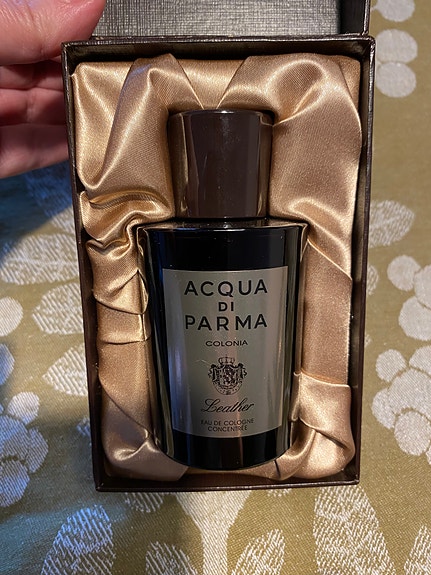 ACQUA
DI
PARMA
COLONIA
Leather
EAU DE COLOGNE
CONCENTRÉE